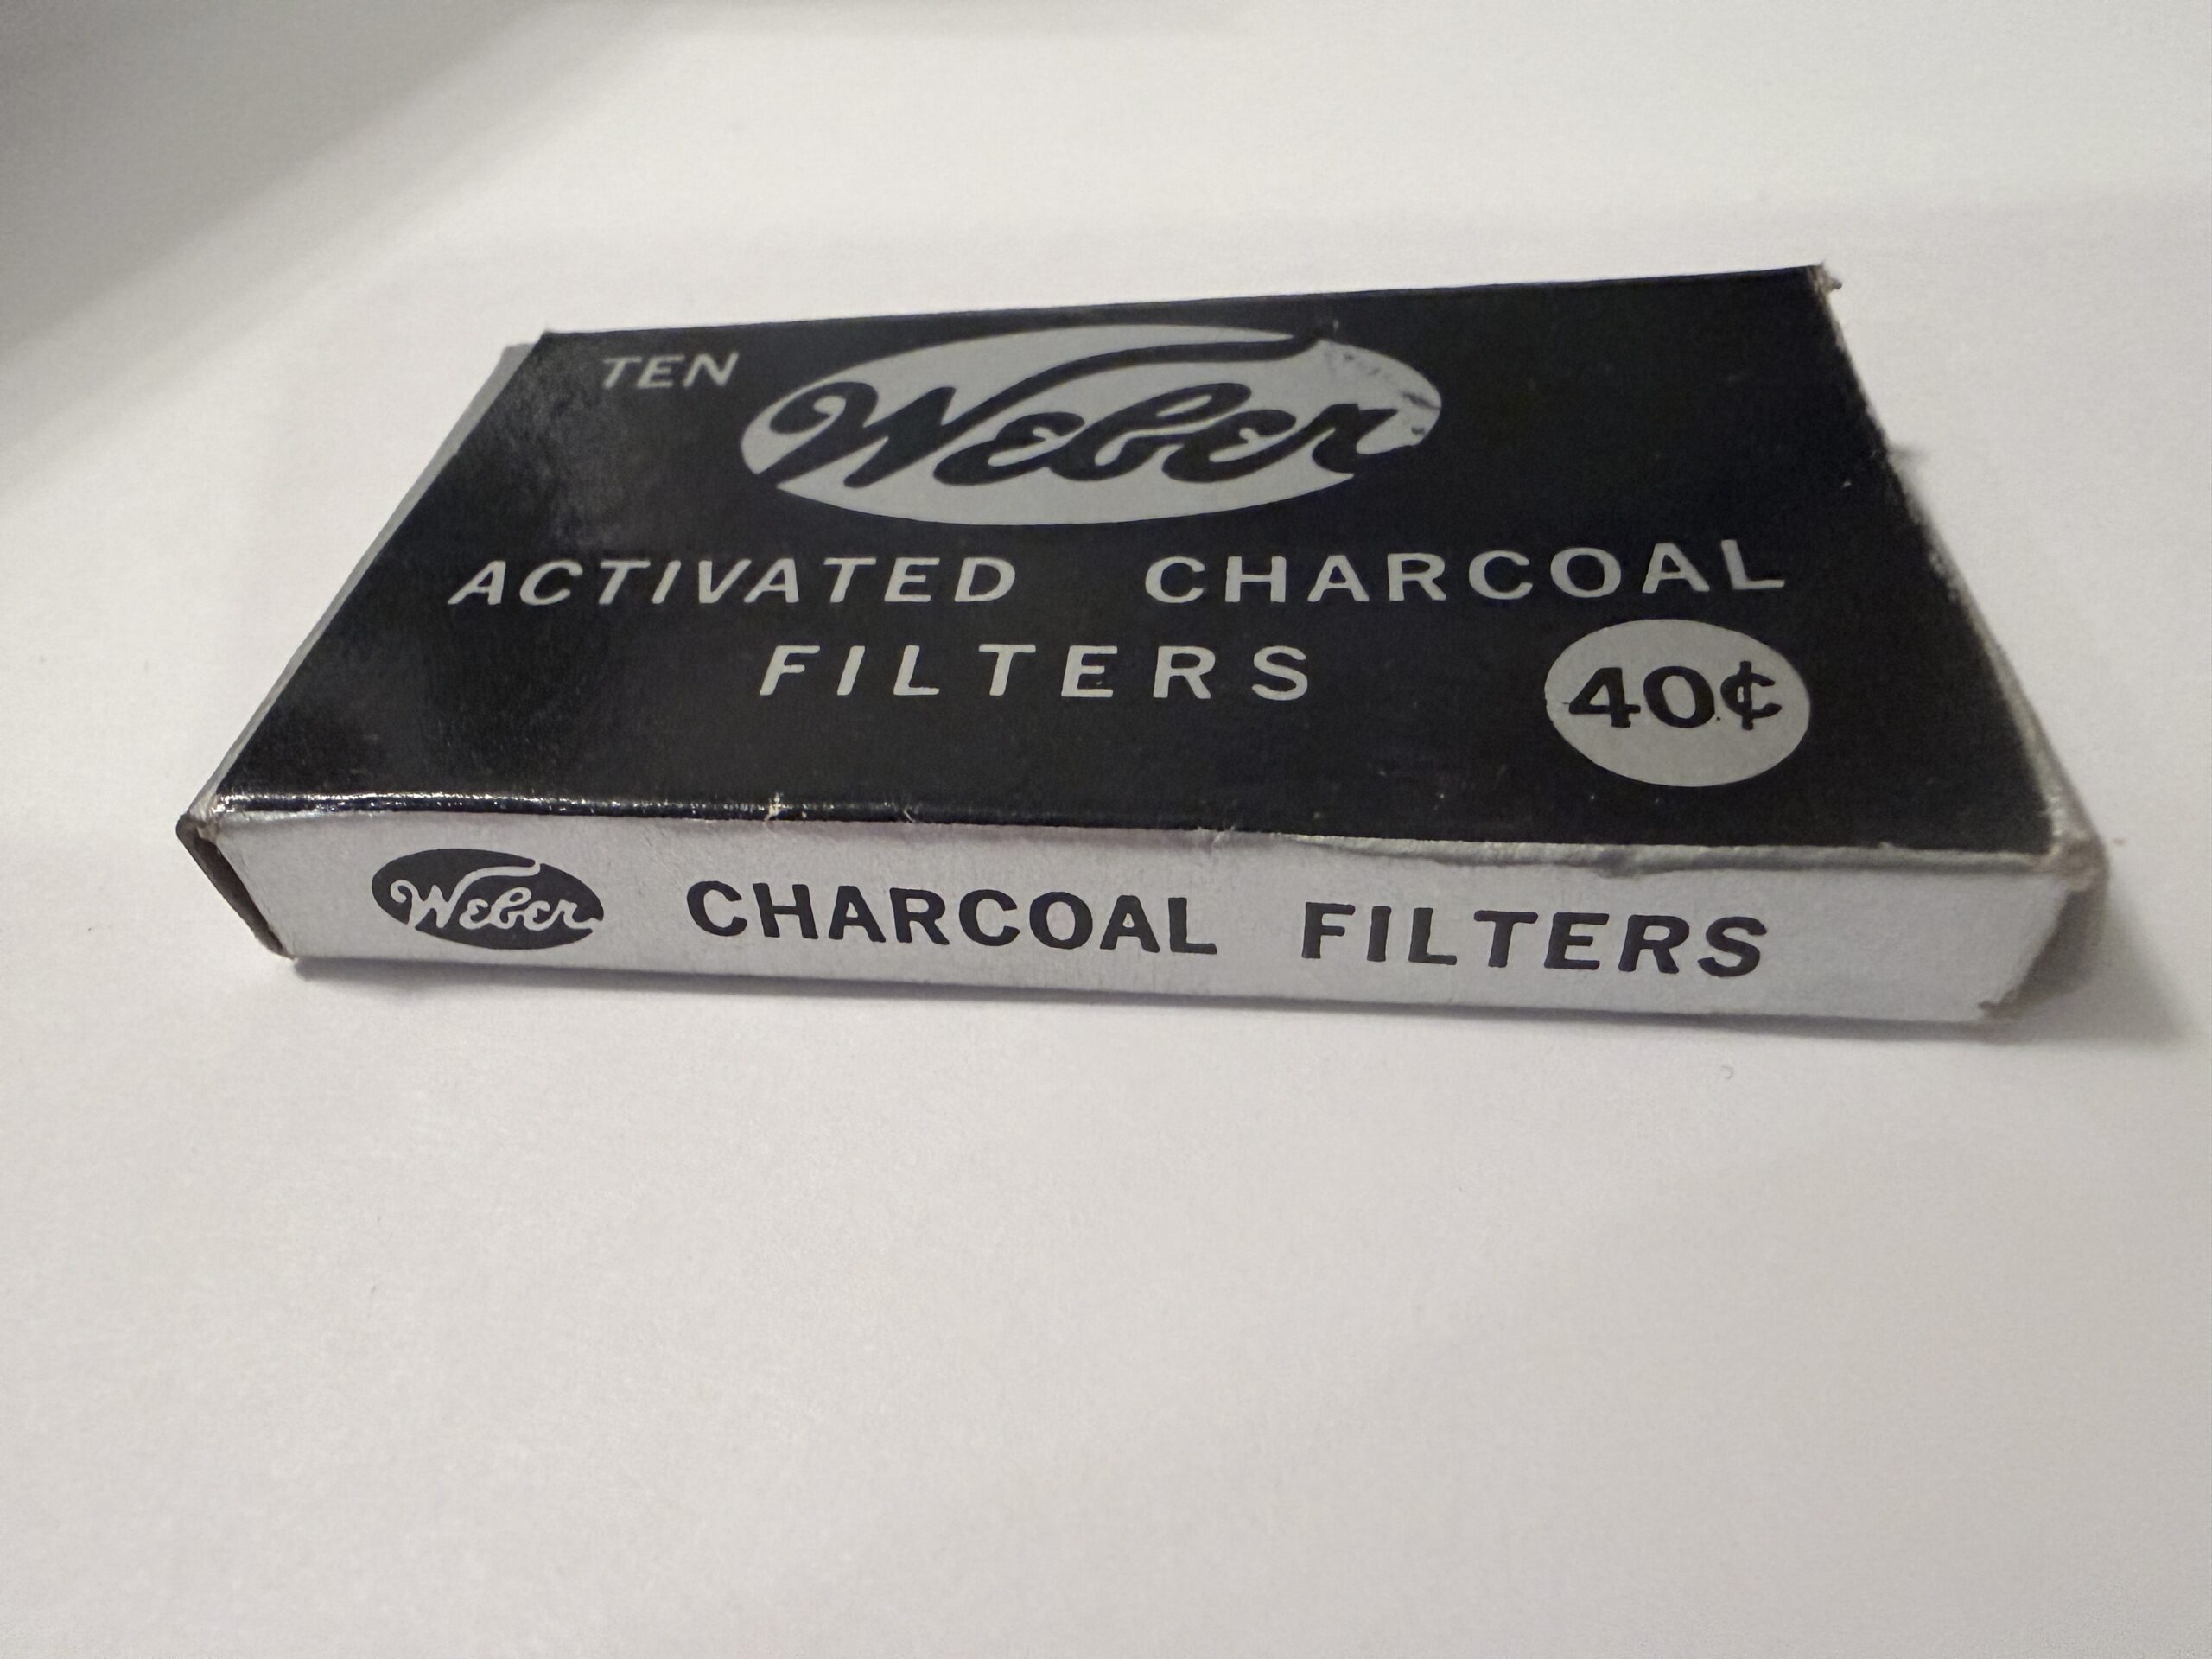 TEN
Weber
ACTIVATED CHARCOAL
FILTERS
40¢
Weber CHARCOAL FILTERS